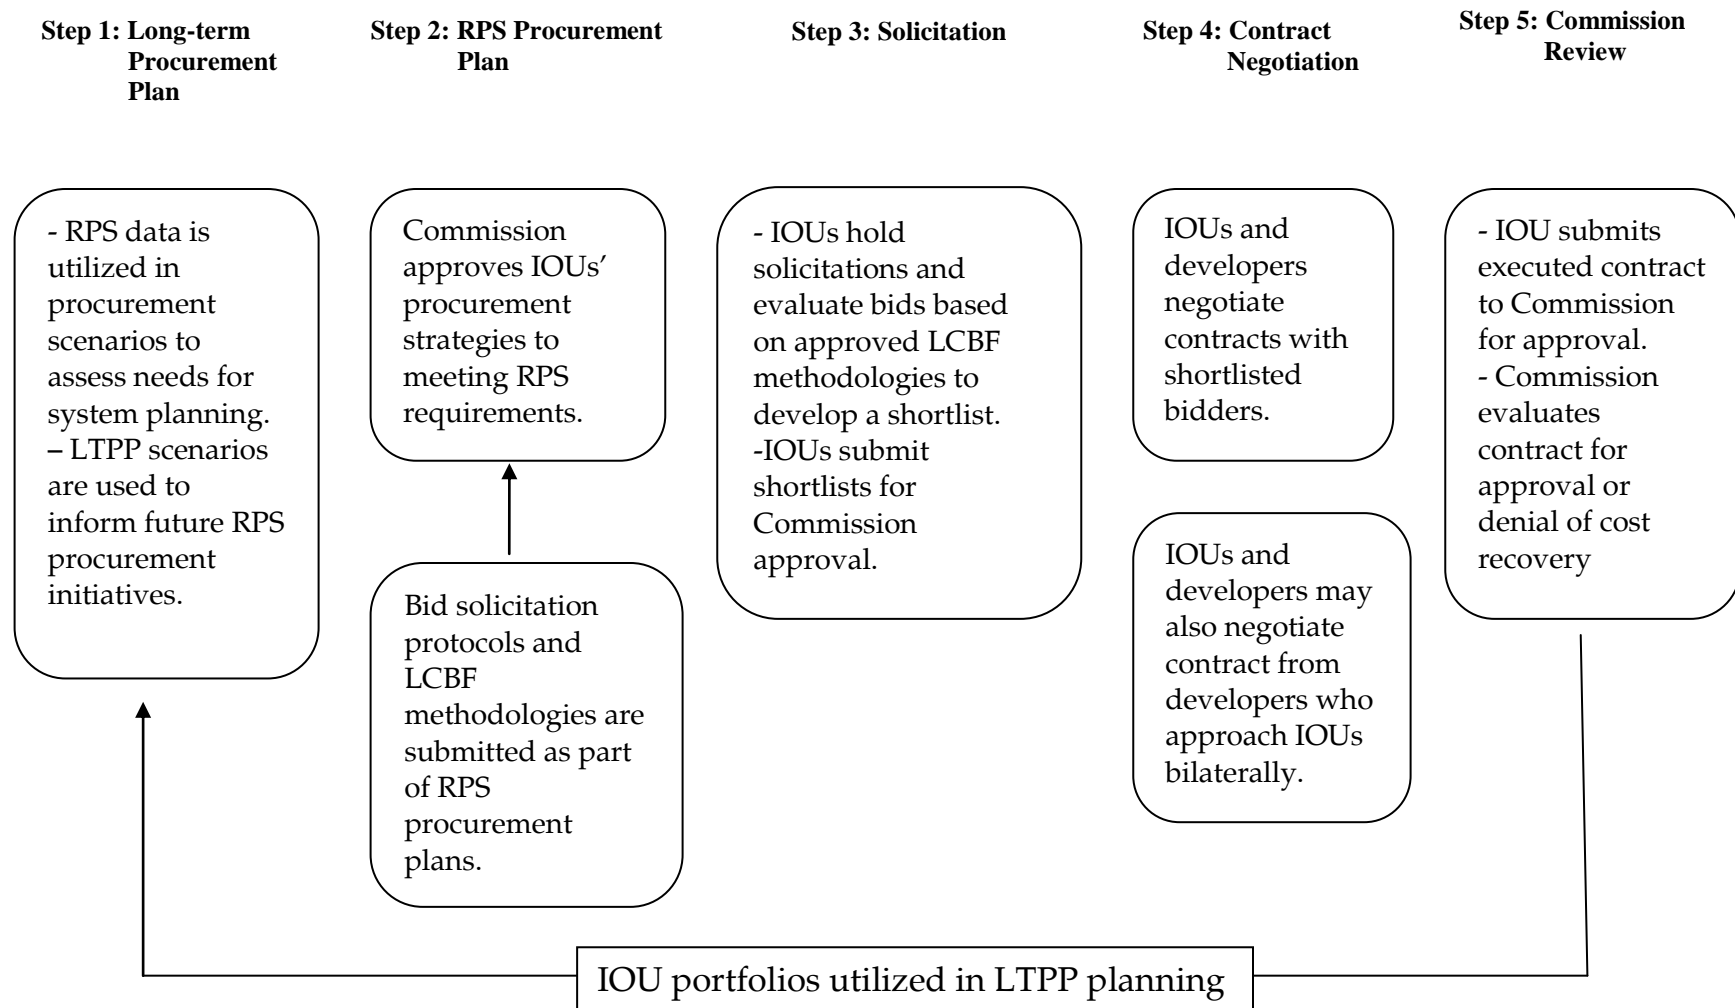 Step 1: Long-term
Procurement
Plan
Step 2: RPS Procurement
Plan
Step 3: Solicitation
Step 4: Contract
Negotiation
Step 5: Commission
Review
- RPS data is
utilized in
procurement
scenarios to
assess needs for
system planning.
– LTPP scenarios
are used to
inform future RPS
procurement
initiatives.
Commission
approves IOUs’
procurement
strategies to
meeting RPS
requirements.
Bid solicitation
protocols and
LCBF
methodologies are
submitted as part
of RPS
procurement
plans.
- IOUs hold
solicitations and
evaluate bids based
on approved LCBF
methodologies to
develop a shortlist.
-IOUs submit
shortlists for
Commission
approval.
IOUs and
developers
negotiate
contracts with
shortlisted
bidders.
IOUs and
developers may
also negotiate
contract from
developers who
approach IOUs
bilaterally.
- IOU submits
executed contract
to Commission
for approval.
- Commission
evaluates
contract for
approval or
denial of cost
recovery
IOU portfolios utilized in LTPP planning